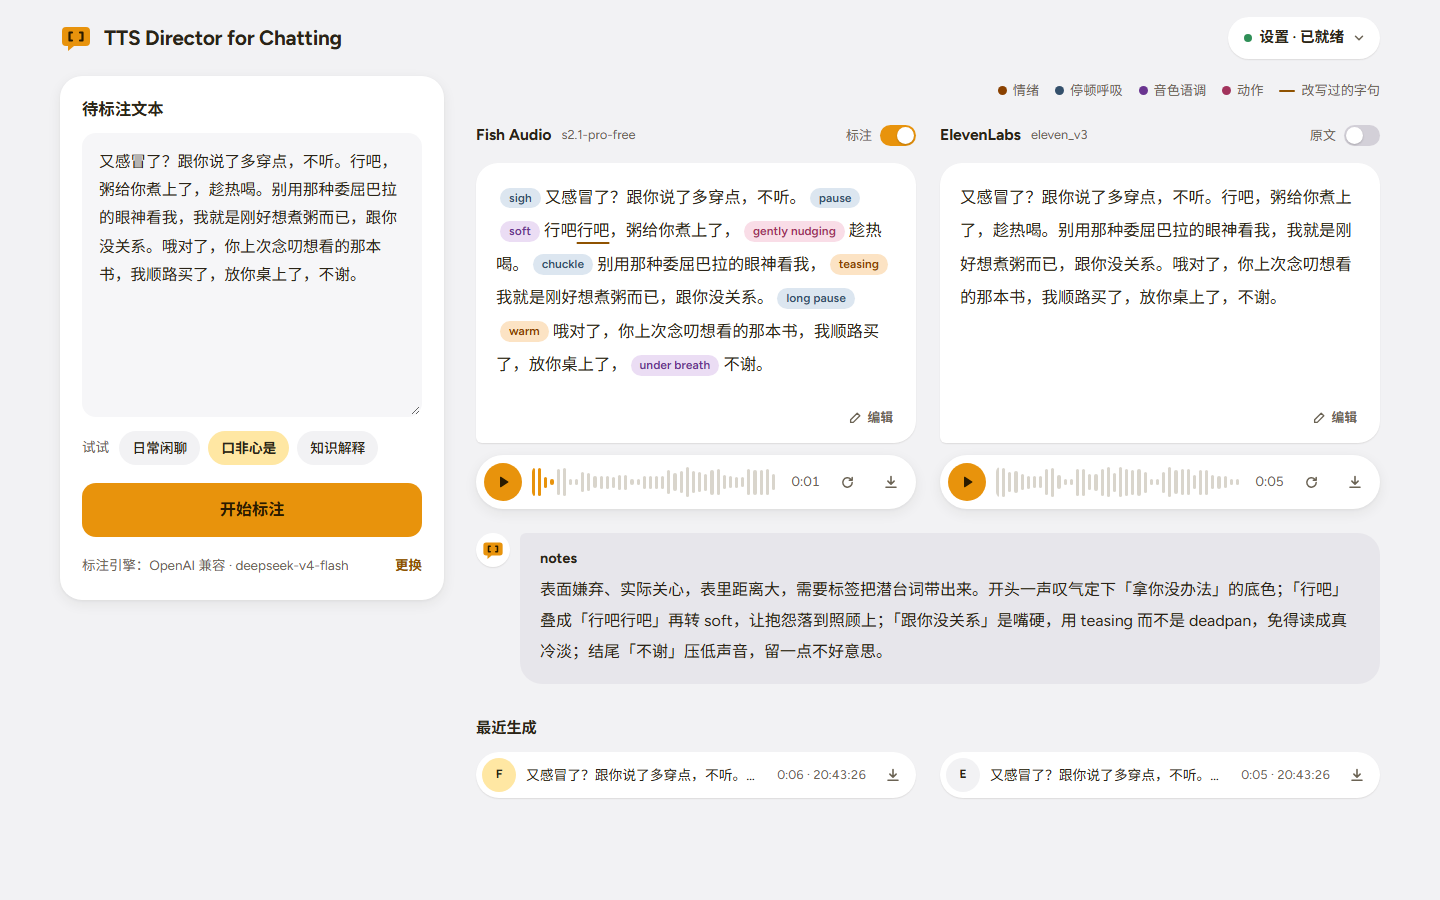 TTS Director for Chatting
设置 · 已就绪
待标注文本
又感冒了？跟你说了多穿点，不听。行吧，
粥给你煮上了，趁热喝。别用那种委屈巴拉
的眼神看我，我就是刚好想煮粥而已，跟你
没关系。哦对了，你上次念叨想看的那本
书，我顺路买了，放你桌上了，不谢。
试试 日常闲聊 口非心是 知识解释
开始标注
标注引擎：OpenAI 兼容 · deepseek-v4-flash 更换
情绪 停顿呼吸 音色语调 动作 改写过的字句
Fish Audio s2.1-pro-free 标注
sigh 又感冒了？跟你说了多穿点，不听。 pause
soft 行吧行吧，粥给你煮上了， gently nudging 趁热
喝。 chuckle 别用那种委屈巴拉的眼神看我， teasing
我就是刚好想煮粥而已，跟你没关系。 long pause
warm 哦对了，你上次念叨想看的那本书，我顺路买
了，放你桌上了， under breath 不谢。
编辑
0:01
ElevenLabs eleven_v3 原文
又感冒了？跟你说了多穿点，不听。行吧，粥给你煮上
了，趁热喝。别用那种委屈巴拉的眼神看我，我就是刚
好想煮粥而已，跟你没关系。哦对了，你上次念叨想看
的那本书，我顺路买了，放你桌上了，不谢。
编辑
0:05
notes
表面嫌弃、实际关心，表里距离大，需要标签把潜台词带出来。开头一声叹气定下「拿你没办法」的底色；「行吧」
叠成「行吧行吧」再转 soft，让抱怨落到照顾上；「跟你没关系」是嘴硬，用 teasing 而不是 deadpan，免得读成真
冷淡；结尾「不谢」压低声音，留一点不好意思。
最近生成
F 又感冒了？跟你说了多穿点，不听。... 0:06 · 20:43:26
E 又感冒了？跟你说了多穿点，不听。... 0:05 · 20:43:26